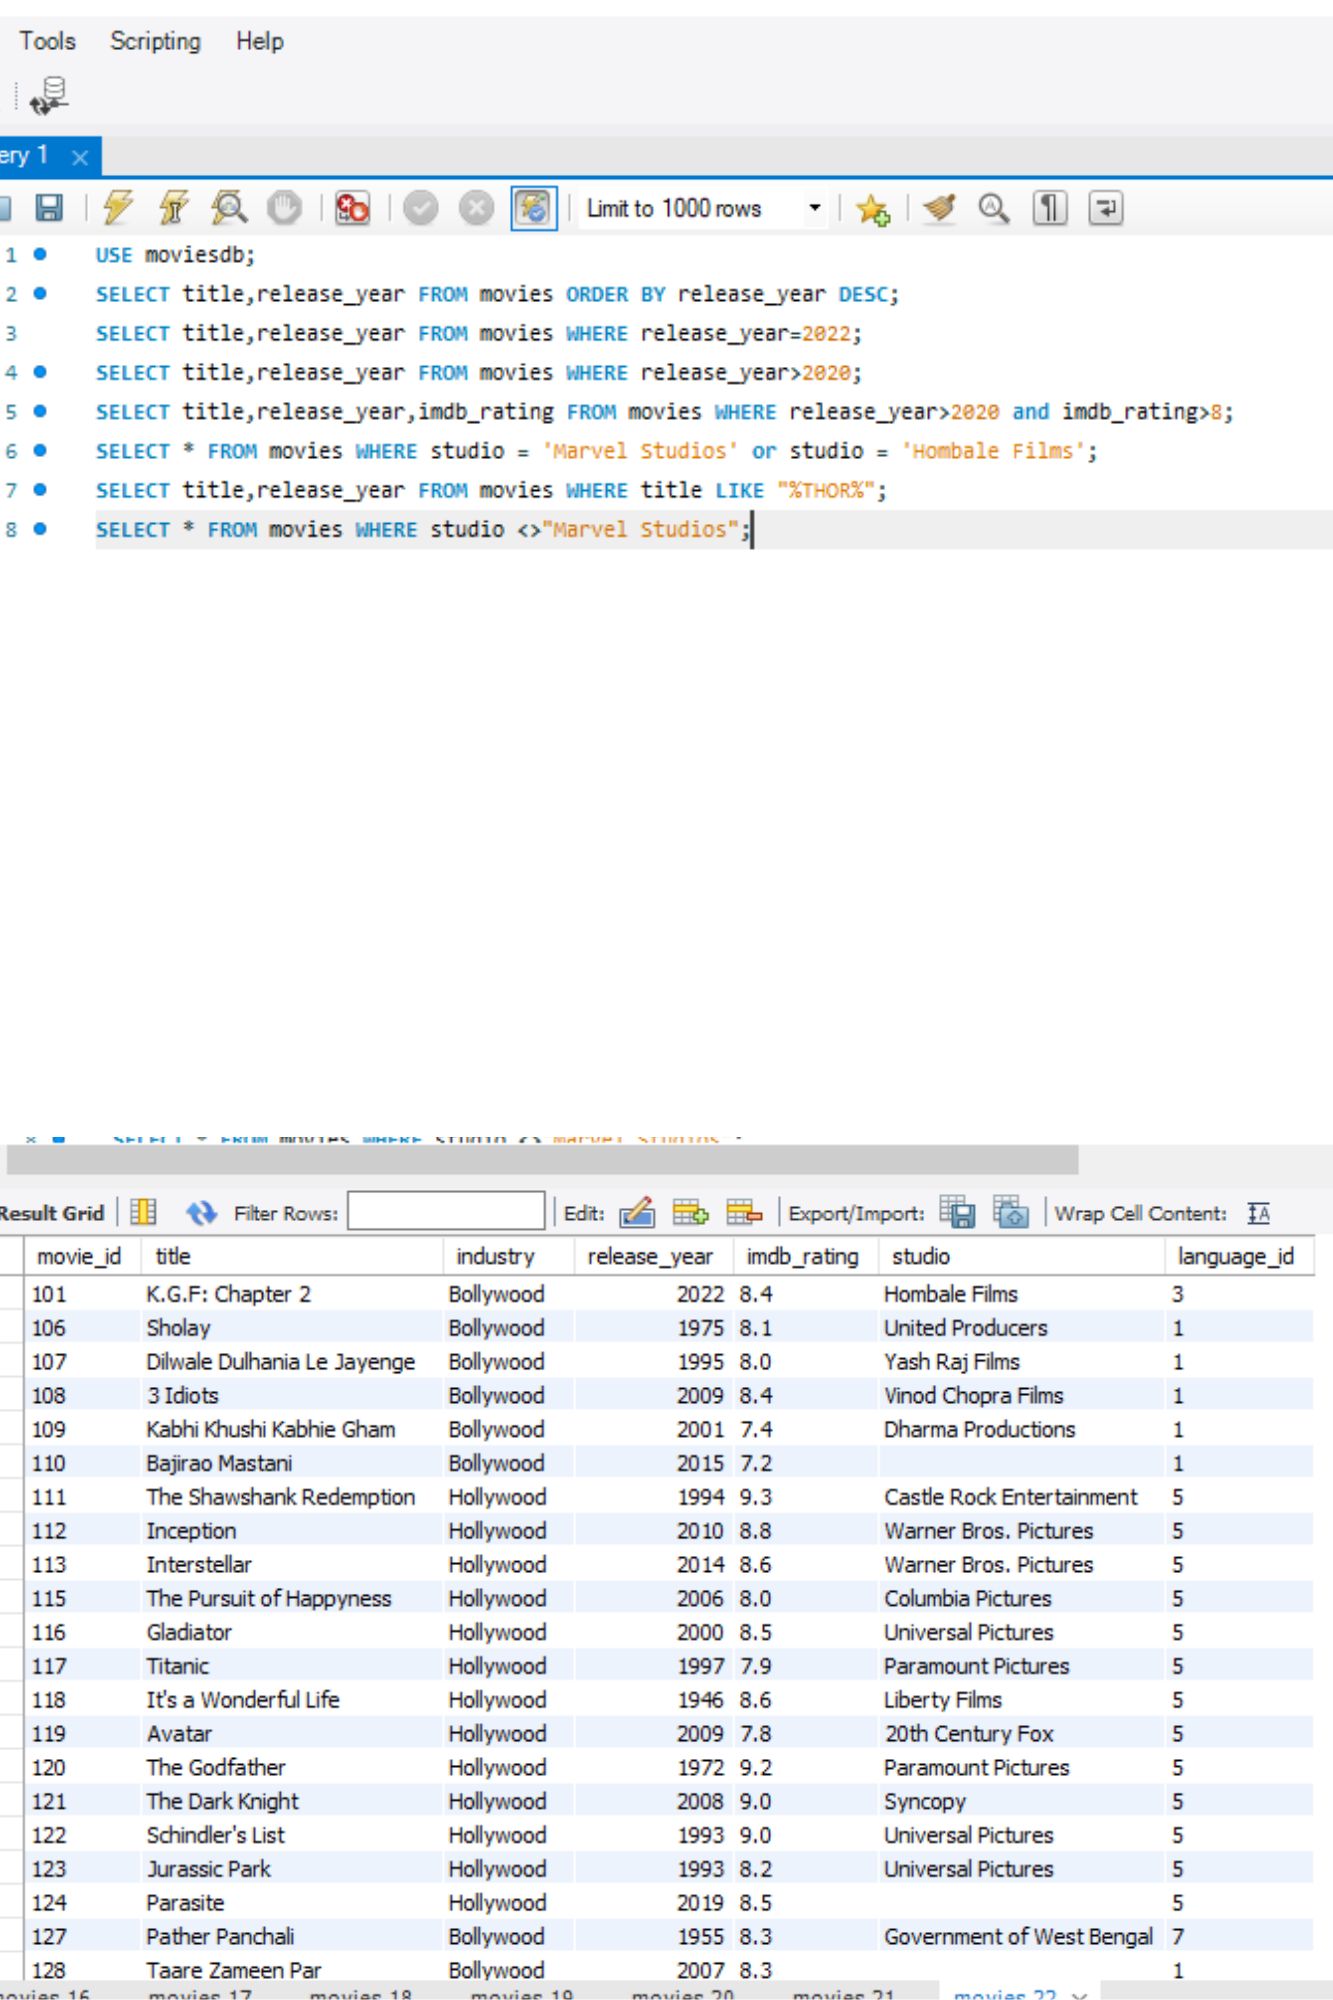 Tools Scripting Help
ery 1
Limit to 1000 rows
1 USE moviesdb;
2 SELECT title,release_year FROM movies ORDER BY release_year DESC;
3 SELECT title,release_year FROM movies WHERE release_year=2022;
4 SELECT title,release_year FROM movies WHERE release_year>2020;
5 SELECT title,release_year,imdb_rating FROM movies WHERE release_year>2020 and imdb_rating>8;
6 SELECT * FROM movies WHERE studio = 'Marvel Studios' or studio = 'Hombale Films';
7 SELECT title,release_year FROM movies WHERE title LIKE "%THOR%";
8 SELECT * FROM movies WHERE studio <>"Marvel Studios";
8 SELECT * FROM movies WHERE studio <> Marvel Studios ;
Result Grid Filter Rows: Edit: Export/Import: Wrap Cell Content: IA
movie_id title industry release_year imdb_rating studio language_id
101 K.G.F: Chapter 2 Bollywood 2022 8.4 Hombale Films 3
106 Sholay Bollywood 1975 8.1 United Producers 1
107 Dilwale Dulhania Le Jayenge Bollywood 1995 8.0 Yash Raj Films 1
108 3 Idiots Bollywood 2009 8.4 Vinod Chopra Films 1
109 Kabhi Khushi Kabhie Gham Bollywood 2001 7.4 Dharma Productions 1
110 Bajirao Mastani Bollywood 2015 7.2 1
111 The Shawshank Redemption Hollywood 1994 9.3 Castle Rock Entertainment 5
112 Inception Hollywood 2010 8.8 Warner Bros. Pictures 5
113 Interstellar Hollywood 2014 8.6 Warner Bros. Pictures 5
115 The Pursuit of Happyness Hollywood 2006 8.0 Columbia Pictures 5
116 Gladiator Hollywood 2000 8.5 Universal Pictures 5
117 Titanic Hollywood 1997 7.9 Paramount Pictures 5
118 It's a Wonderful Life Hollywood 1946 8.6 Liberty Films 5
119 Avatar Hollywood 2009 7.8 20th Century Fox 5
120 The Godfather Hollywood 1972 9.2 Paramount Pictures 5
121 The Dark Knight Hollywood 2008 9.0 Syncopy 5
122 Schindler's List Hollywood 1993 9.0 Universal Pictures 5
123 Jurassic Park Hollywood 1993 8.2 Universal Pictures 5
124 Parasite Hollywood 2019 8.5 5
127 Pather Panchali Bollywood 1955 8.3 Government of West Bengal 7
128 Taare Zameen Par Bollywood 2007 8.3 1
movies 16 movies 17 movies 18 movies 19 movies 20 movies 21 movies 22